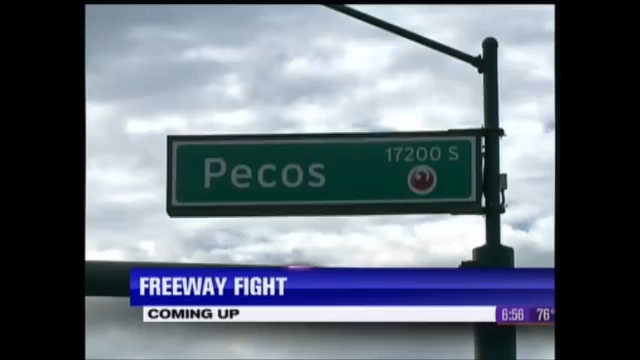 17200 S
Pecos
FREEWAY FIGHT
COMING UP
6:56 76°